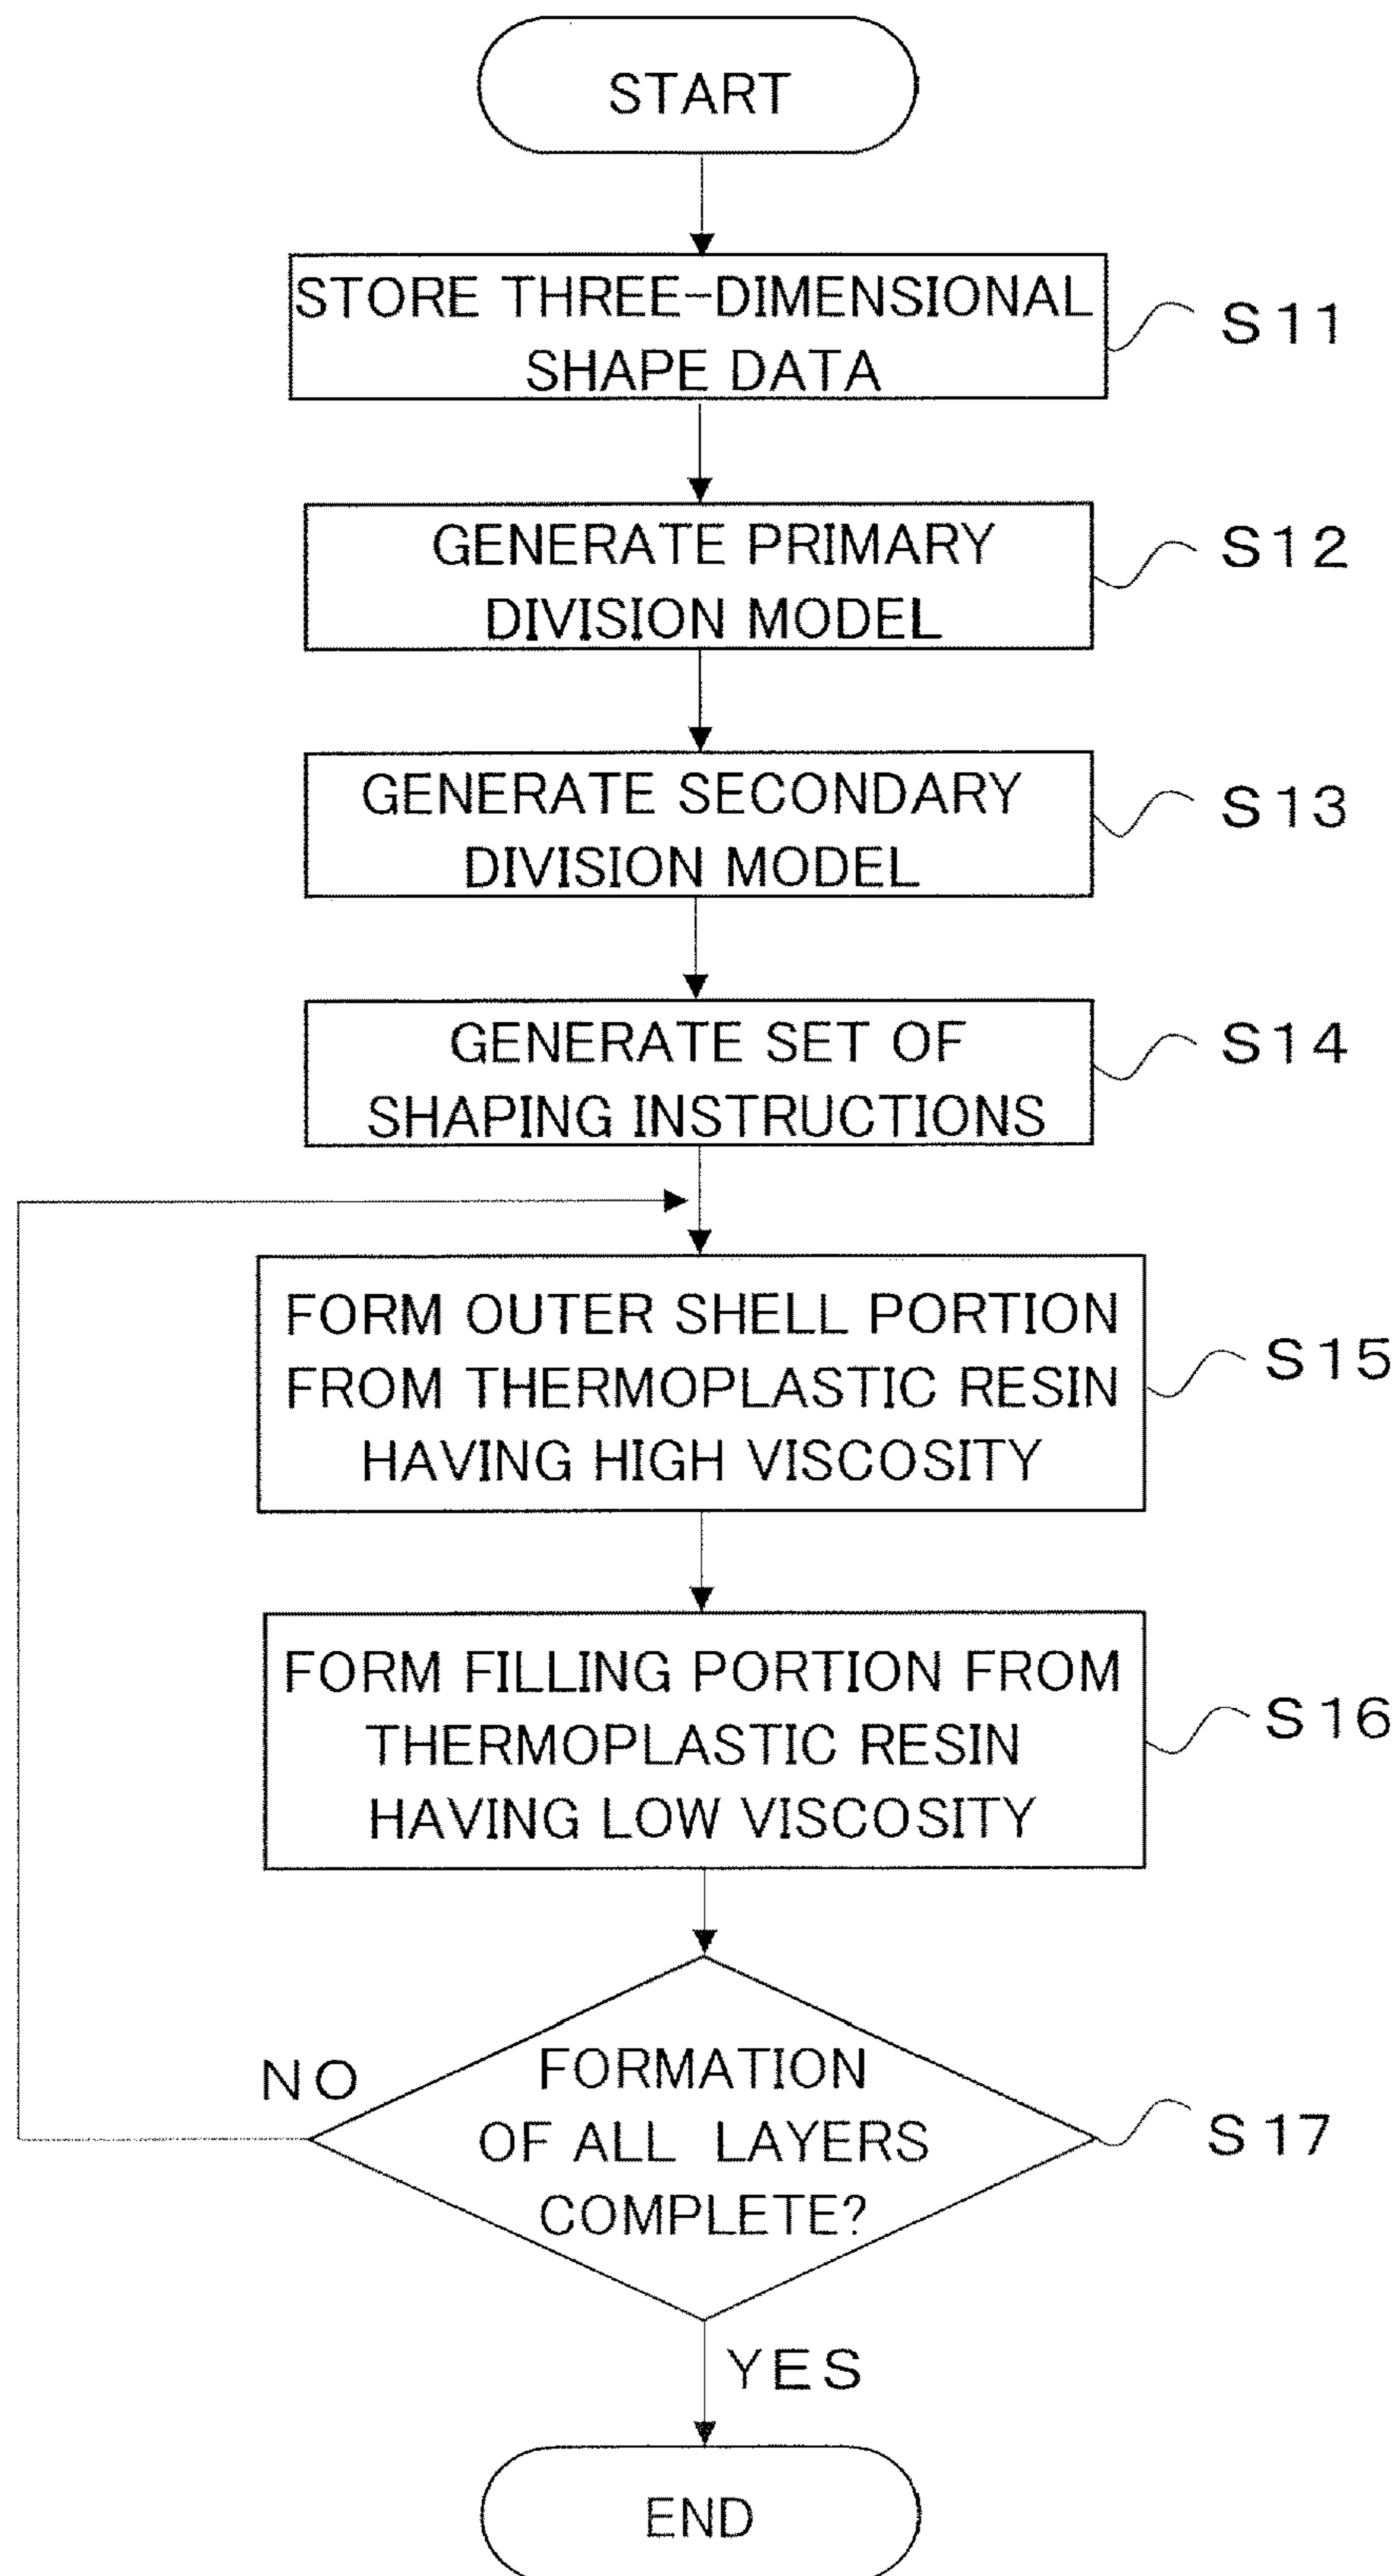 START
STORE THREE-DIMENSIONAL
SHAPE DATA
S11
GENERATE PRIMARY
DIVISION MODEL
S12
GENERATE SECONDARY
DIVISION MODEL
S13
GENERATE SET OF
SHAPING INSTRUCTIONS
S14
FORM OUTER SHELL PORTION
FROM THERMOPLASTIC RESIN
HAVING HIGH VISCOSITY
S15
FORM FILLING PORTION FROM
THERMOPLASTIC RESIN
HAVING LOW VISCOSITY
S16
NO
FORMATION
OF ALL LAYERS
COMPLETE?
S17
YES
END